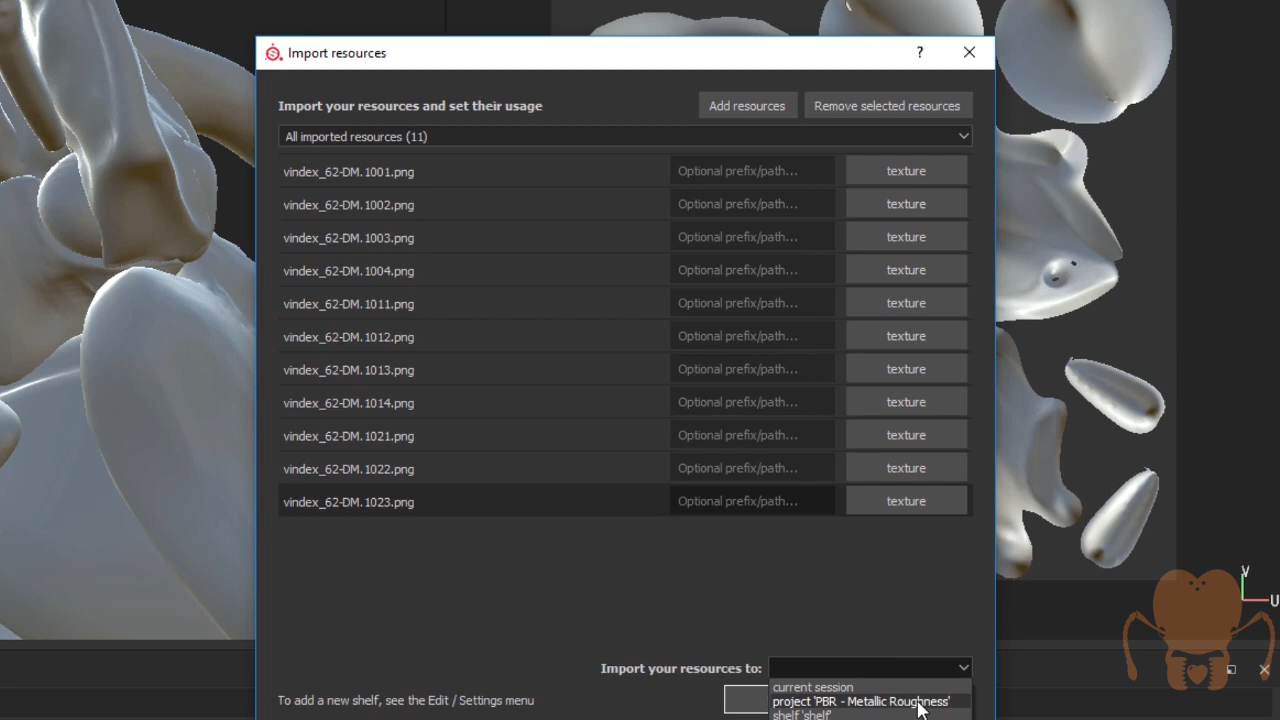 Import resources
?
Import your resources and set their usage
Add resources
Remove selected resources
All imported resources (11)
vindex_62-DM.1001.png Optional prefix/path... texture
vindex_62-DM.1002.png Optional prefix/path... texture
vindex_62-DM.1003.png Optional prefix/path... texture
vindex_62-DM.1004.png Optional prefix/path... texture
vindex_62-DM.1011.png Optional prefix/path... texture
vindex_62-DM.1012.png Optional prefix/path... texture
vindex_62-DM.1013.png Optional prefix/path... texture
vindex_62-DM.1014.png Optional prefix/path... texture
vindex_62-DM.1021.png Optional prefix/path... texture
vindex_62-DM.1022.png Optional prefix/path... texture
vindex_62-DM.1023.png Optional prefix/path... texture
V
U
Import your resources to:
current session
project 'PBR - Metallic Roughness'
shelf 'shelf'
To add a new shelf, see the Edit / Settings menu